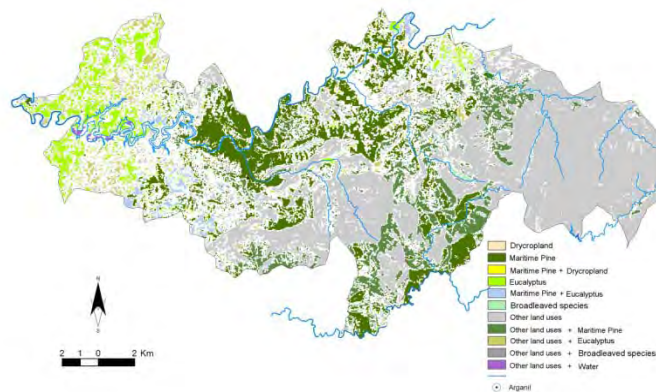 Drycropland
Maritime Pine
Maritime Pine + Drycropland
Eucalyptus
Maritime Pine + Eucalyptus
Broadleaved species
Other land uses
Other land uses + Maritime Pine
Other land uses + Eucalyptus
Other land uses + Broadleaved species
Other land uses + Water
Arganil
N
S
2 1 0 2 Km